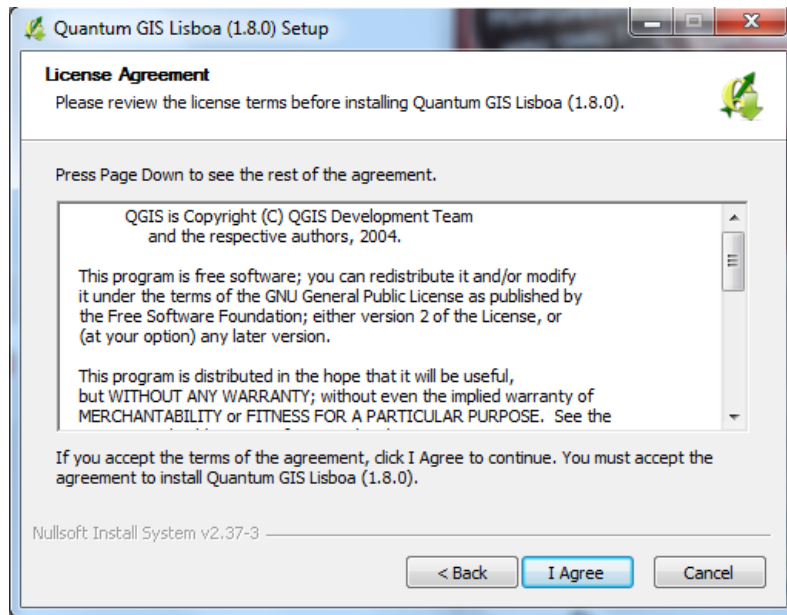 Quantum GIS Lisboa (1.8.0) Setup
License Agreement
Please review the license terms before installing Quantum GIS Lisboa (1.8.0).
Press Page Down to see the rest of the agreement.
QGIS is Copyright (C) QGIS Development Team
and the respective authors, 2004.
This program is free software; you can redistribute it and/or modify
it under the terms of the GNU General Public License as published by
the Free Software Foundation; either version 2 of the License, or
(at your option) any later version.
This program is distributed in the hope that it will be useful,
but WITHOUT ANY WARRANTY; without even the implied warranty of
MERCHANTABILITY or FITNESS FOR A PARTICULAR PURPOSE.  See the
If you accept the terms of the agreement, click I Agree to continue. You must accept the
agreement to install Quantum GIS Lisboa (1.8.0).
Nullsoft Install System v2.37-3
< Back
I Agree
Cancel